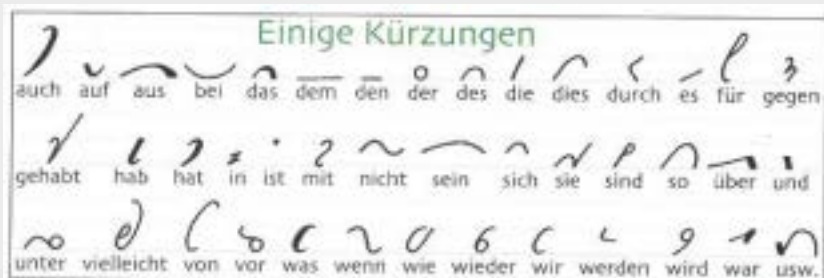 Einige Kürzungen
auch auf aus bei das dem den der des die dies durch es für gegen
gehabt hab hat in ist mit nicht sein sich sie sind so über und
unter vielleicht von vor was wenn wie wieder wir werden wird war usw.